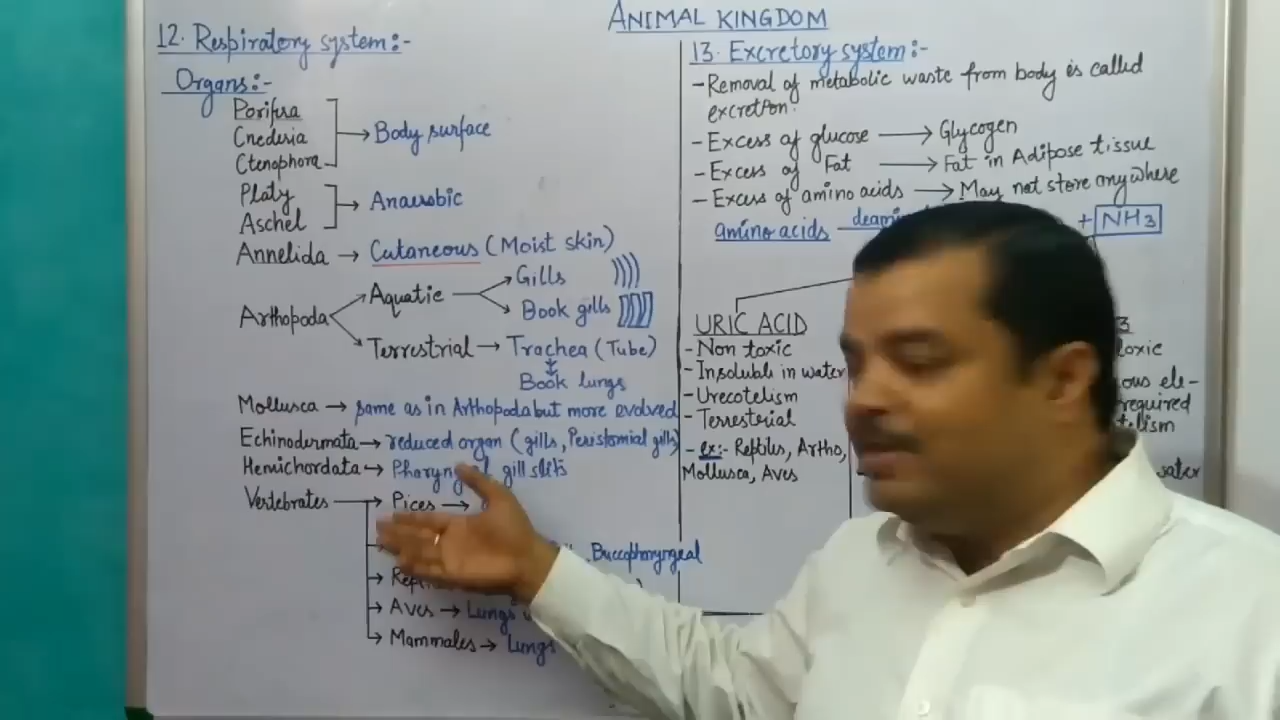 ANIMAL KINGDOM
12. Respiratory system:-
Organs:-
Porifera
Cnederia
Ctenophora
→ Body surface
Platy
Aschel
→ Anaerobic
Annelida → Cutaneous (Moist skin)
Arthopoda
Aquatic
→ Gills
→ Book gills
Terrestrial → Trachea (Tube)
Book lungs
Mollusca → same as in Arthopoda but more evolved
Echinodermata → reduced organ (gills, Peristomial gills)
Hemichordata → gill slits
Vertebrates → Pices →
Buccopharyngeal
Aves → Lungs
Mammales → Lungs
13. Excretory system:-
- Removal of metabolic waste from body is called
excretion.
- Excess of glucose → Glycogen
- Excess of Fat → Fat in Adipose tissue
- Excess of amino acids → May not store anywhere
amino acids + NH3
URIC ACID
- Non toxic
- Insoluble in water
- Urecotelism
- Terrestrial
- ex:- Reptiles, Artho,
Mollusca, Aves
toxic
ous ele-
required
telism